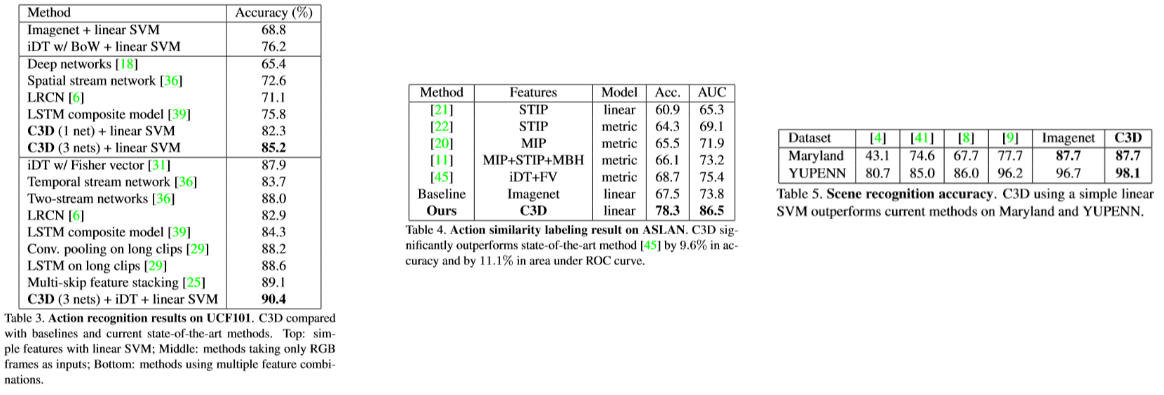 Method Accuracy (%)
Imagenet + linear SVM 68.8
iDT w/ BoW + linear SVM 76.2
Deep networks [18] 65.4
Spatial stream network [36] 72.6
LRCN [6] 71.1
LSTM composite model [39] 75.8
C3D (1 net) + linear SVM 82.3
C3D (3 nets) + linear SVM 85.2
iDT w/ Fisher vector [31] 87.9
Temporal stream network [36] 83.7
Two-stream networks [36] 88.0
LRCN [6] 82.9
LSTM composite model [39] 84.3
Conv. pooling on long clips [29] 88.2
LSTM on long clips [29] 88.6
Multi-skip feature stacking [25] 89.1
C3D (3 nets) + iDT + linear SVM 90.4
Table 3. Action recognition results on UCF101. C3D compared
with baselines and current state-of-the-art methods. Top: sim-
ple features with linear SVM; Middle: methods taking only RGB
frames as inputs; Bottom: methods using multiple feature combi-
nations.
Method Features Model Acc. AUC
[21] STIP linear 60.9 65.3
[22] STIP metric 64.3 69.1
[20] MIP metric 65.5 71.9
[11] MIP+STIP+MBH metric 66.1 73.2
[45] iDT+FV metric 68.7 75.4
Baseline Imagenet linear 67.5 73.8
Ours C3D linear 78.3 86.5
Table 4. Action similarity labeling result on ASLAN. C3D sig-
nificantly outperforms state-of-the-art method [45] by 9.6% in ac-
curacy and by 11.1% in area under ROC curve.
Dataset [4] [41] [8] [9] Imagenet C3D
Maryland 43.1 74.6 67.7 77.7 87.7 87.7
YUPENN 80.7 85.0 86.0 96.2 96.7 98.1
Table 5. Scene recognition accuracy. C3D using a simple linear
SVM outperforms current methods on Maryland and YUPENN.